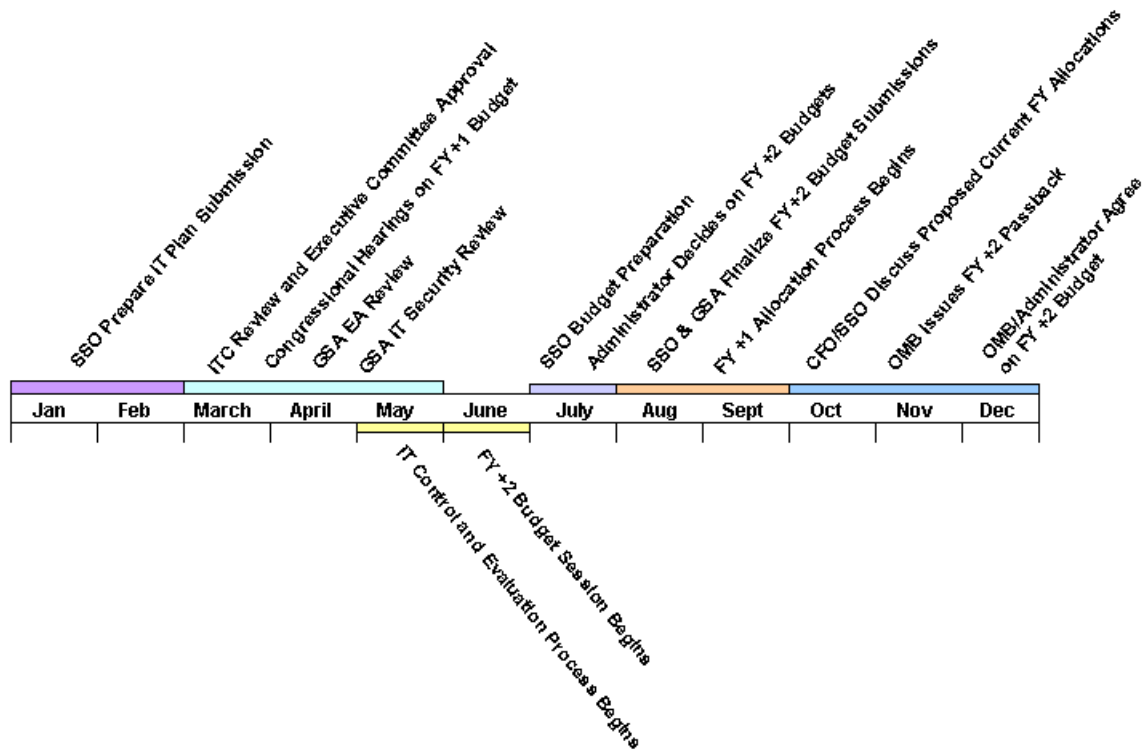 SSO Prepare IT Plan Submission
ITC Review and Executive Committee Approval
Congressional Hearings on FY +1 Budget
GSA EA Review
GSA IT Security Review
SSO Budget Preparation
Administrator Decides on FY +2 Budgets
SSO & GSA Finalize FY +2 Budget Submissions
FY +1 Allocation Process Begins
CFO/SSO Discuss Proposed Current FY Allocations
OMB Issues FY +2 Passback
OMB/Administrator Agree
on FY +2 Budget
Jan Feb March April May June July Aug Sept Oct Nov Dec
IT Control and Evaluation Process Begins
FY +2 Budget Session Begins